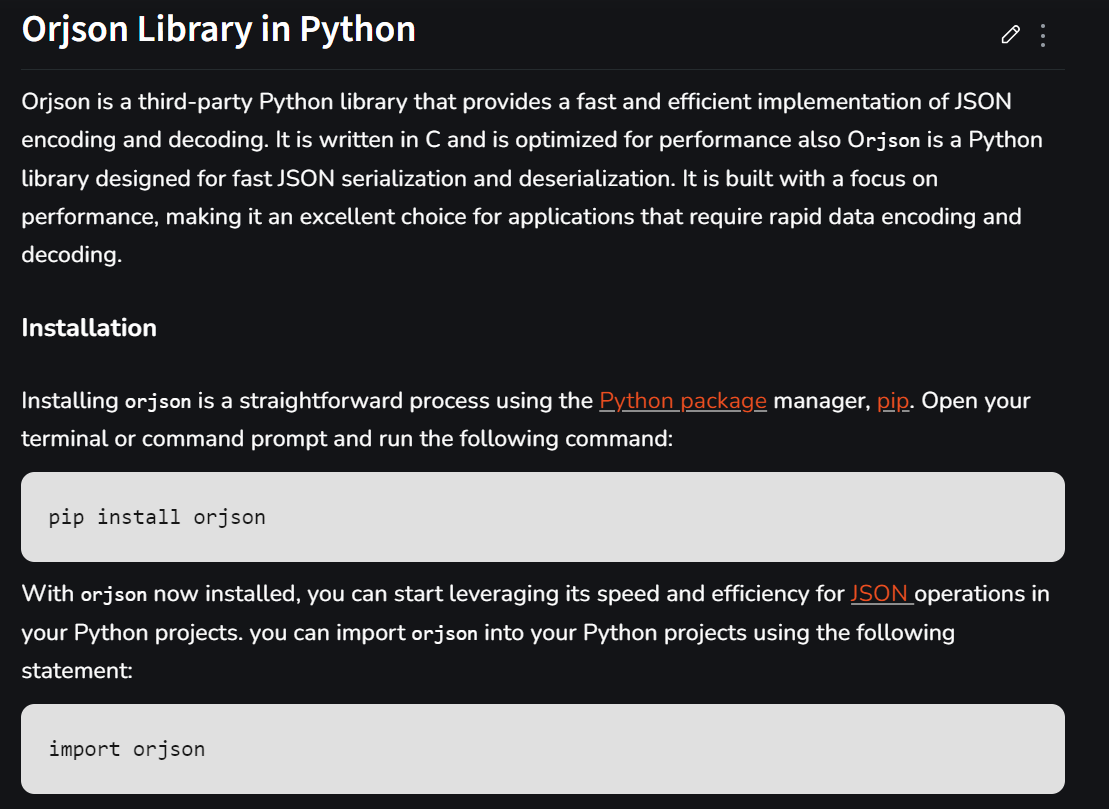 Orjson Library in Python
Orjson is a third-party Python library that provides a fast and efficient implementation of JSON
encoding and decoding. It is written in C and is optimized for performance also Orjson is a Python
library designed for fast JSON serialization and deserialization. It is built with a focus on
performance, making it an excellent choice for applications that require rapid data encoding and
decoding.
Installation
Installing orjson is a straightforward process using the Python package manager, pip. Open your
terminal or command prompt and run the following command:
pip install orjson
With orjson now installed, you can start leveraging its speed and efficiency for JSON operations in
your Python projects. you can import orjson into your Python projects using the following
statement:
import orjson